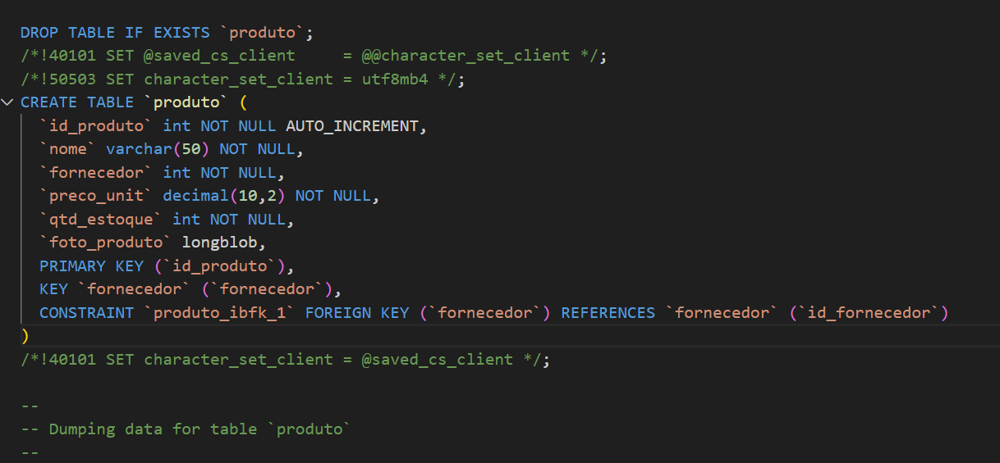 DROP TABLE IF EXISTS `produto`;
/*!40101 SET @saved_cs_client     = @@character_set_client */;
/*!50503 SET character_set_client = utf8mb4 */;
CREATE TABLE `produto` (
  `id_produto` int NOT NULL AUTO_INCREMENT,
  `nome` varchar(50) NOT NULL,
  `fornecedor` int NOT NULL,
  `preco_unit` decimal(10,2) NOT NULL,
  `qtd_estoque` int NOT NULL,
  `foto_produto` longblob,
  PRIMARY KEY (`id_produto`),
  KEY `fornecedor` (`fornecedor`),
  CONSTRAINT `produto_ibfk_1` FOREIGN KEY (`fornecedor`) REFERENCES `fornecedor` (`id_fornecedor`)
)
/*!40101 SET character_set_client = @saved_cs_client */;
--
-- Dumping data for table `produto`
--